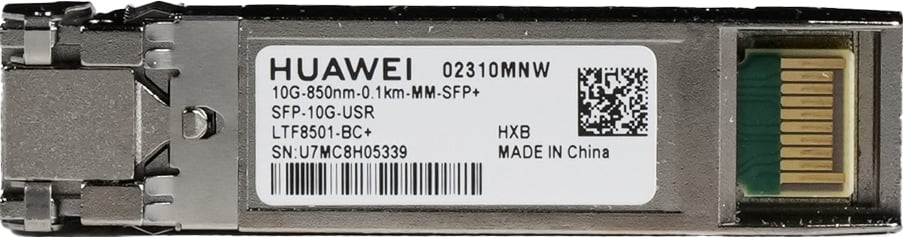 HUAWEI 02310MNW
10G-850nm-0.1km-MM-SFP+
SFP-10G-USR
LTF8501-BC+ HXB
SN:U7MC8H05339 MADE IN China